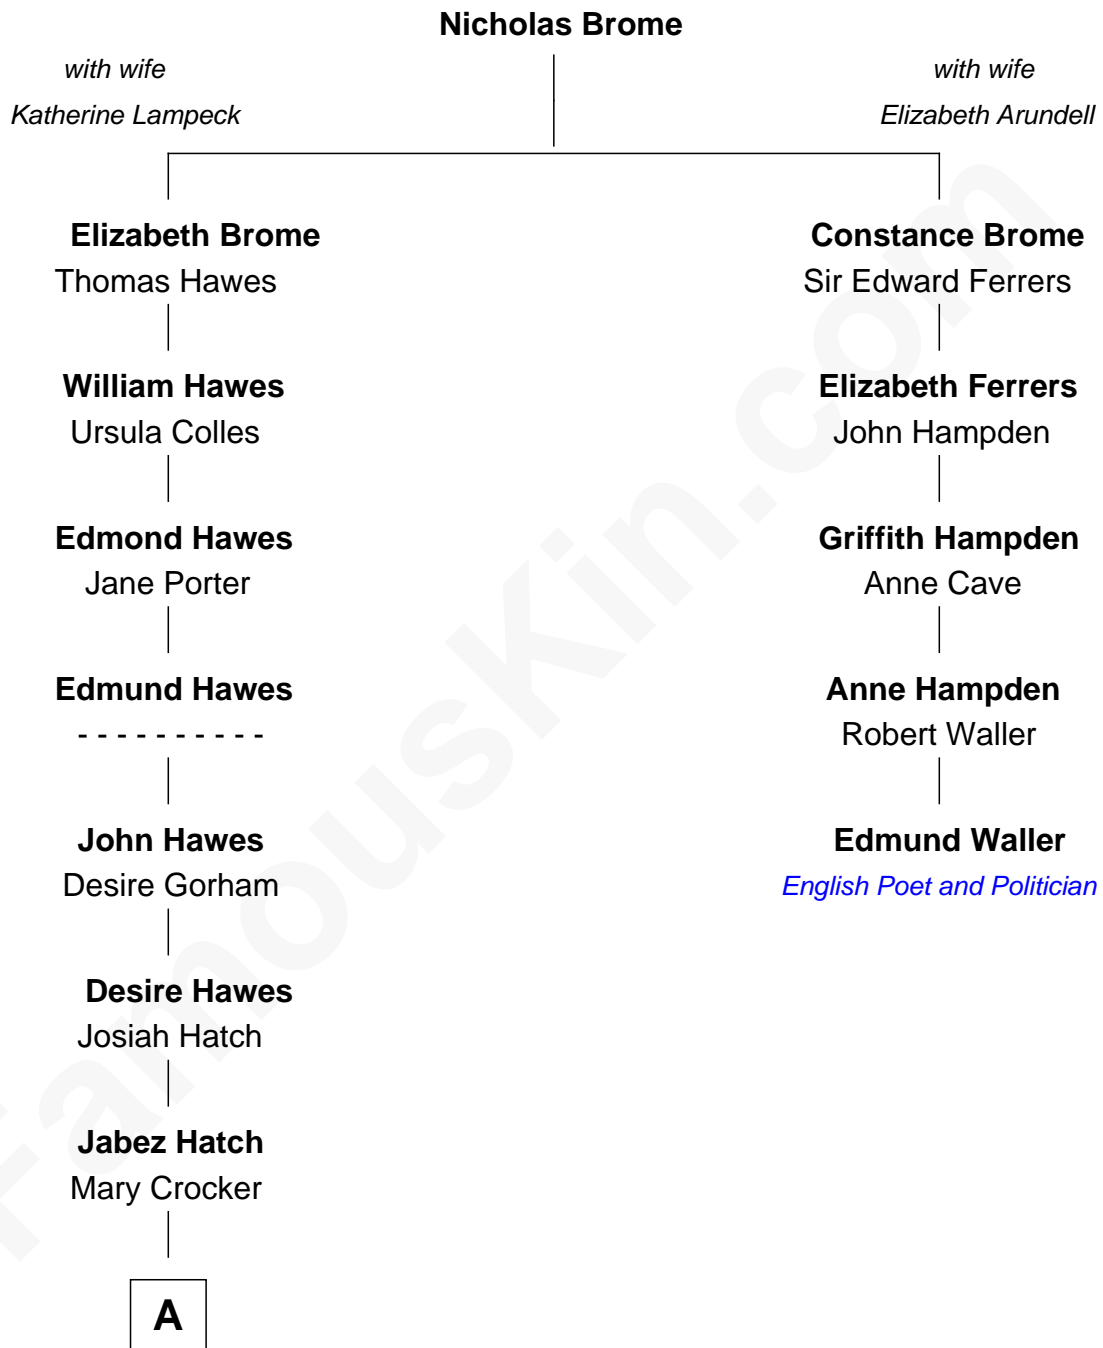 Nicholas Brome
with wife
Katherine Lampeck
with wife
Elizabeth Arundell
Elizabeth Brome
Thomas Hawes
William Hawes
Ursula Colles
Edmond Hawes
Jane Porter
Edmund Hawes
- - - - - - - - - -
John Hawes
Desire Gorham
Desire Hawes
Josiah Hatch
Jabez Hatch
Mary Crocker
A
Constance Brome
Sir Edward Ferrers
Elizabeth Ferrers
John Hampden
Griffith Hampden
Anne Cave
Anne Hampden
Robert Waller
Edmund Waller
English Poet and Politician
FamousKin.com